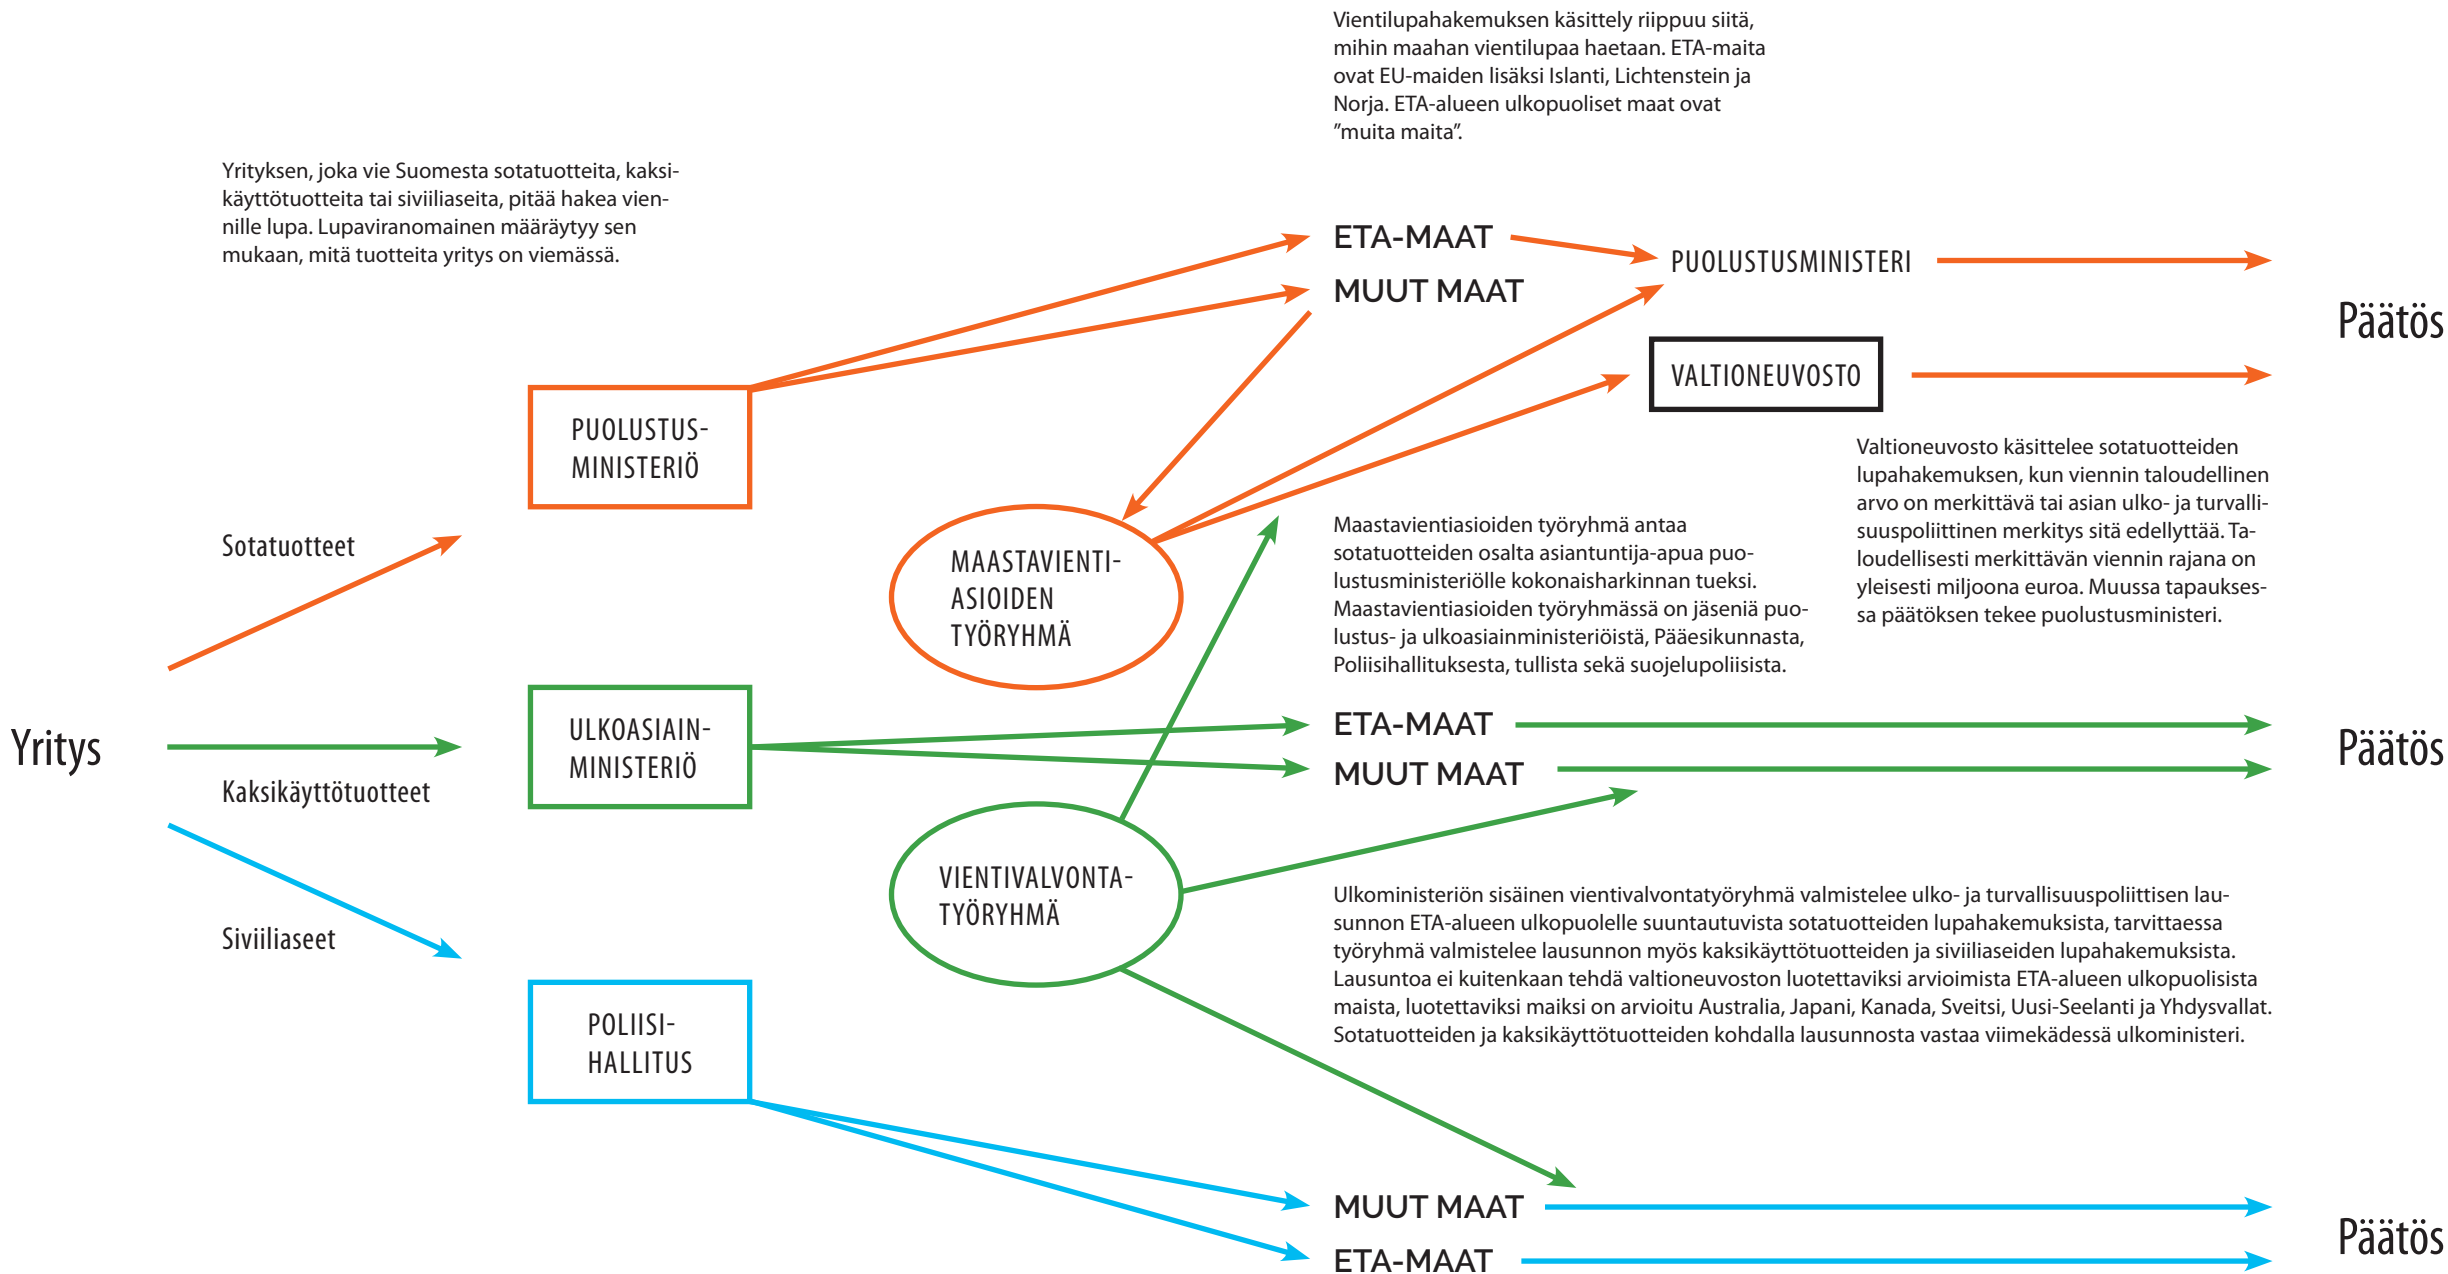 Vientilupahakemuksen käsittely riippuu siitä,
mihin maahan vientilupaa haetaan. ETA-maita
ovat EU-maiden lisäksi Islanti, Lichtenstein ja
Norja. ETA-alueen ulkopuoliset maat ovat
”muita maita”.
Yrityksen, joka vie Suomesta sotatuotteita, kaksi-
käyttötuotteita tai siviiliaseita, pitää hakea vien-
nille lupa. Lupaviranomainen määräytyy sen
mukaan, mitä tuotteita yritys on viemässä.
ETA-MAAT
MUUT MAAT
PUOLUSTUSMINISTERI
VALTIONEUVOSTO
Päätös
PUOLUSTUS-
MINISTERIÖ
Valtioneuvosto käsittelee sotatuotteiden
lupahakemuksen, kun viennin taloudellinen
arvo on merkittävä tai asian ulko- ja turvalli-
suuspoliittinen merkitys sitä edellyttää. Ta-
loudellisesti merkittävän viennin rajana on
yleisesti miljoona euroa. Muussa tapaukses-
sa päätöksen tekee puolustusministeri.
Sotatuotteet
MAASTAVIENTI-
ASIOIDEN
TYÖRYHMÄ
Maastavientiasioiden työryhmä antaa
sotatuotteiden osalta asiantuntija-apua puo-
lustusministeriölle kokonaisharkinnan tueksi.
Maastavientiasioiden työryhmässä on jäseniä puo-
lustus- ja ulkoasiainministeriöistä, Pääesikunnasta,
Poliisihallituksesta, tullista sekä suojelupoliisista.
Yritys
Kaksikäyttötuotteet
ULKOASIAIN-
MINISTERIÖ
ETA-MAAT
MUUT MAAT
Päätös
VIENTIVALVONTA-
TYÖRYHMÄ
Ulkoministeriön sisäinen vientivalvontatyöryhmä valmistelee ulko- ja turvallisuuspoliittisen lau-
sunnon ETA-alueen ulkopuolelle suuntautuvista sotatuotteiden lupahakemuksista, tarvittaessa
työryhmä valmistelee lausunnon myös kaksikäyttötuotteiden ja siviiliaseiden lupahakemuksista.
Lausuntoa ei kuitenkaan tehdä valtioneuvoston luotettaviksi arvioimista ETA-alueen ulkopuolisista
maista, luotettaviksi maiksi on arvioitu Australia, Japani, Kanada, Sveitsi, Uusi-Seelanti ja Yhdysvallat.
Sotatuotteiden ja kaksikäyttötuotteiden kohdalla lausunnosta vastaa viimekädessä ulkoministeri.
Siviiliaseet
POLIISI-
HALLITUS
MUUT MAAT
ETA-MAAT
Päätös